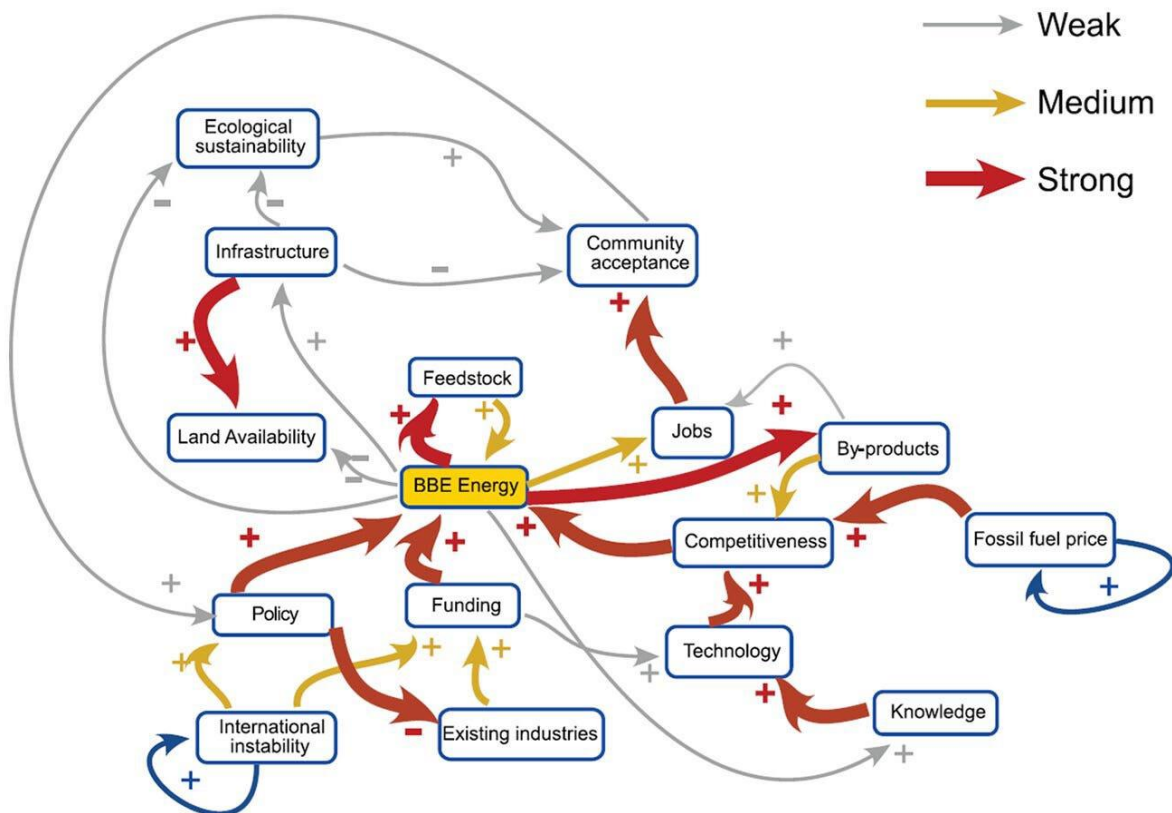 Weak
Medium
Strong
Ecological
sustainability
+
-
-
Infrastructure
-
Community
acceptance
+
+
+
Feedstock
+
+
Land Availability
-
-
Jobs
+
+
By-products
BBE Energy
+
+
+
+
+
Competitiveness
+
Fossil fuel price
+
+
+
Policy
Funding
+
Technology
+
+
+
+
+
International
instability
-
Existing industries
Knowledge
+
+